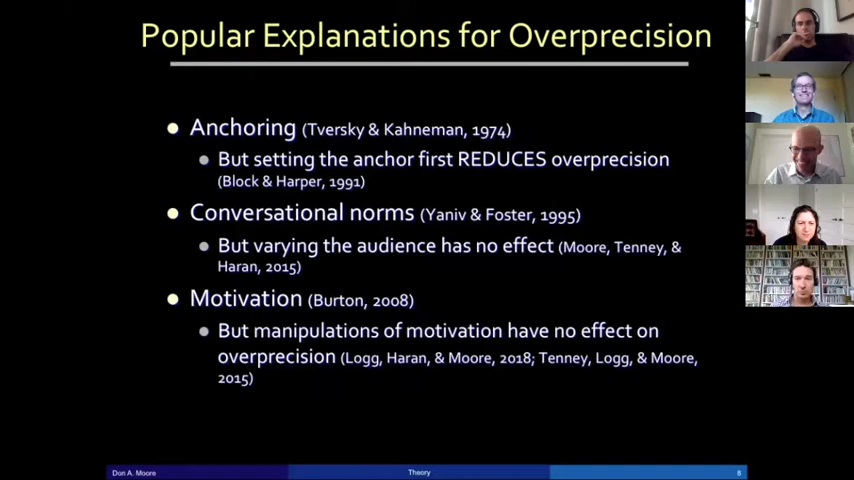 Popular Explanations for Overprecision
Anchoring (Tversky & Kahneman, 1974)
But setting the anchor first REDUCES overprecision
(Block & Harper, 1991)
Conversational norms (Yaniv & Foster, 1995)
But varying the audience has no effect (Moore, Tenney, &
Haran, 2015)
Motivation (Burton, 2008)
But manipulations of motivation have no effect on
overprecision (Logg, Haran, & Moore, 2018; Tenney, Logg, & Moore,
2015)
Don A. Moore
Theory
8